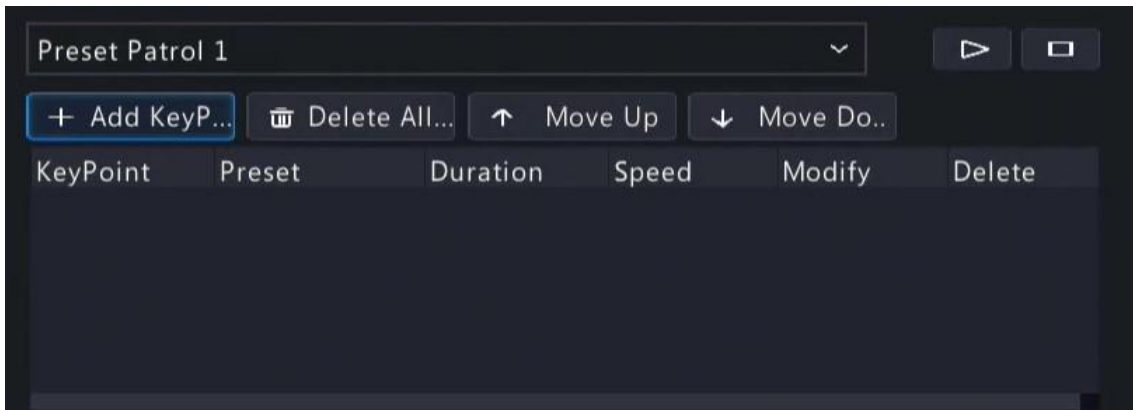 Preset Patrol 1
+ Add KeyP... Delete All... ↑ Move Up ↓ Move Do..
KeyPoint Preset Duration Speed Modify Delete